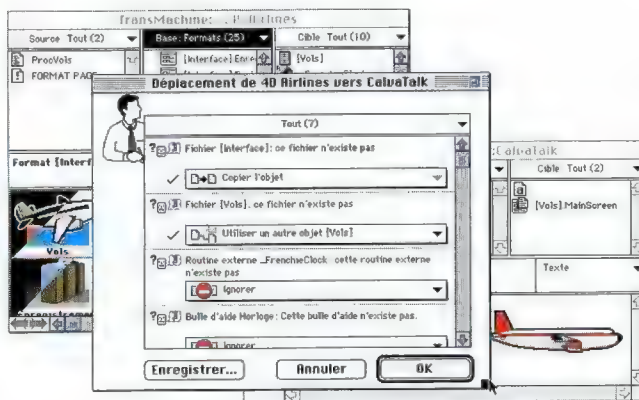 TransMachine:
Source Tout (2)
Base: Formats (25)
Cible Tout (10)
ProcVols
FORMAT PAGE
[Interface]
[Vols]
Déplacement de 4D Airlines vers CalvaTalk
Tout (7)
Fichier [Interface]: ce fichier n'existe pas
Copier l'objet
Fichier [Vols]. ce fichier n'existe pas
Utiliser un autre objet [Vols]
Routine externe _FrenchieClock cette routine externe
n'existe pas
Ignorer
Bulle d'aide Horloge: Cette bulle d'aide n'existe pas.
Ignorer
Enregistrer...
Annuler
OK
Format [Interf
Vols
:CalvaTalk
Cible Tout (2)
[Vols].MainScreen
Texte